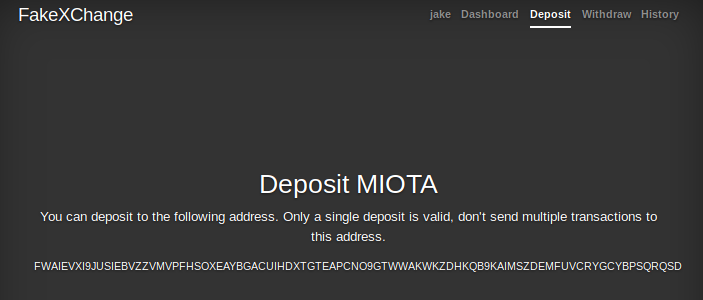 FakeXChange
jake Dashboard Deposit Withdraw History
Deposit MIOTA
You can deposit to the following address. Only a single deposit is valid, don't send multiple transactions to
this address.
FWAIEVXI9JUSIEBVZZVMVPFHSOXEAYBGACUIHDXTGTEAPCNO9GTWWAKWKZDHKQB9KAIMSZDEMFUVCRYGCYBPSQRQSD